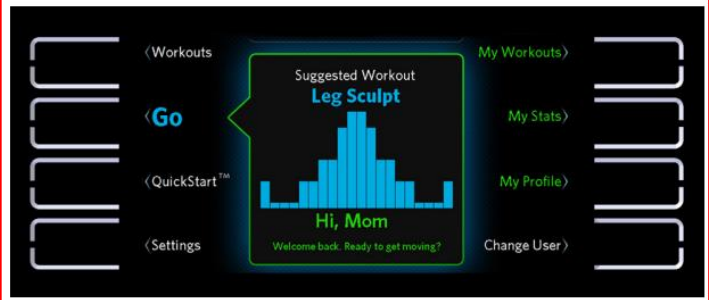 Workouts
Go
QuickStart™
Settings
Suggested Workout
Leg Sculpt
Hi, Mom
Welcome back. Ready to get moving?
My Workouts
My Stats
My Profile
Change User